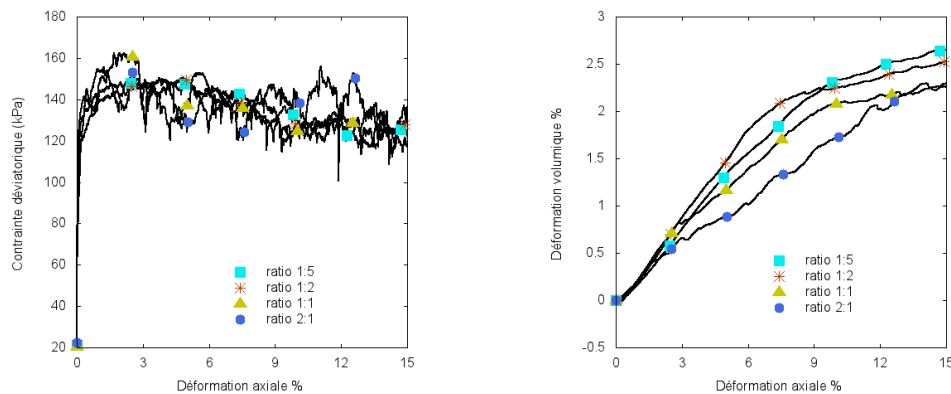 180
160
140
120
100
80
60
40
20
Contrainte déviatorique (kPa)
ratio 1:5
ratio 1:2
ratio 1:1
ratio 2:1
0 3 6 9 12 15
Déformation axiale %
3
2.5
2
1.5
1
0.5
0
-0.5
Déformation volumique %
ratio 1:5
ratio 1:2
ratio 1:1
ratio 2:1
0 3 6 9 12 15
Déformation axiale %